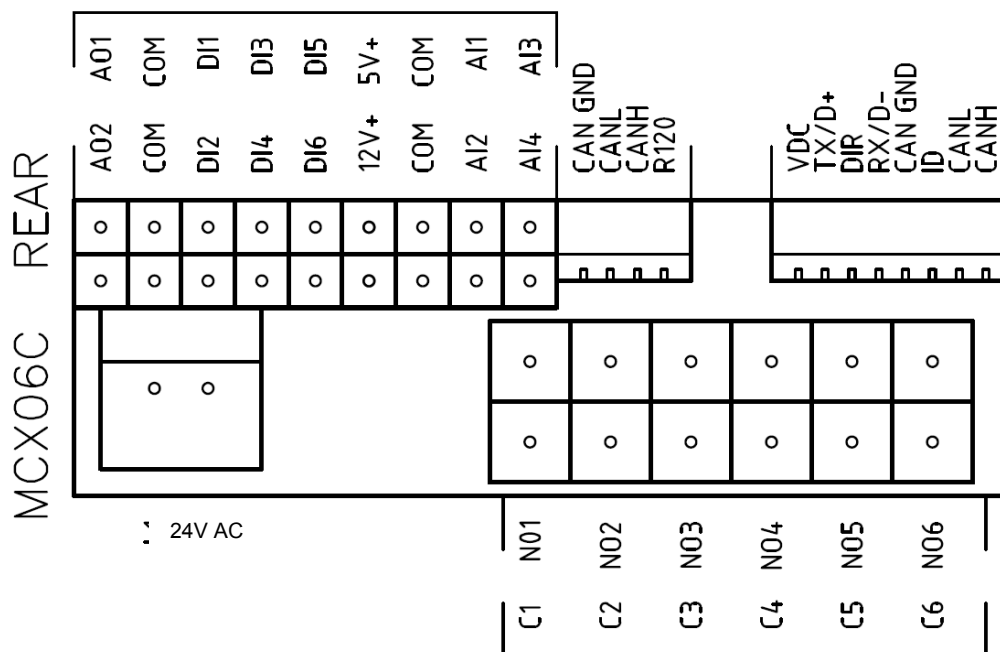 MCX06C REAR
AO1 COM DI1 DI3 DI5 5V+ COM AI1 AI3
AO2 COM DI2 DI4 DI6 12V+ COM AI2 AI4
CAN GND
CANL
CANH
R120
VDC
TX/D+
DIR
RX/D-
CAN GND
ID
CANL
CANH
24V AC
NO1 NO2 NO3 NO4 NO5 NO6
C1 C2 C3 C4 C5 C6